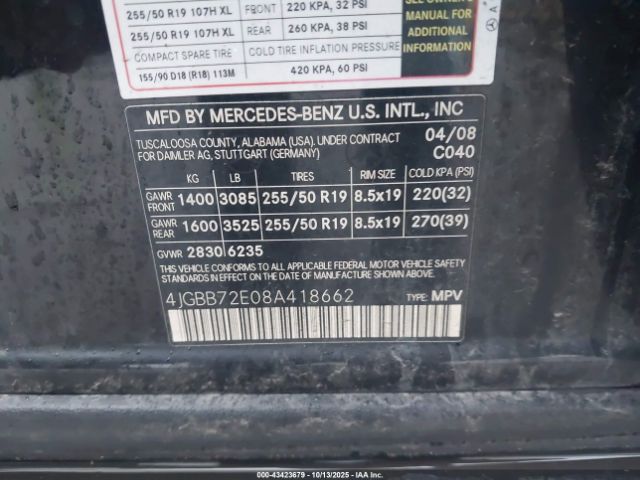 255/50 R19 107H XL FRONT 220 KPA, 32 PSI
255/50 R19 107H XL REAR 260 KPA, 38 PSI
SEE OWNER'S
MANUAL FOR
ADDITIONAL
INFORMATION
COMPACT SPARE TIRE COLD TIRE INFLATION PRESSURE
155/90 D18 (R18) 113M 420 KPA, 60 PSI
A
MFD BY MERCEDES-BENZ U.S. INTL., INC
TUSCALOOSA COUNTY, ALABAMA (USA). UNDER CONTRACT 04/08
FOR DAIMLER AG, STUTTGART (GERMANY) C040
KG LB TIRES RIM SIZE COLD KPA (PSI)
GAWR FRONT 1400 3085 255/50 R19 8.5x19 220(32)
GAWR REAR 1600 3525 255/50 R19 8.5x19 270(39)
GVWR 2830 6235
THIS VEHICLE CONFORMS TO ALL APPLICABLE FEDERAL MOTOR VEHICLE SAFETY
STANDARDS IN EFFECT ON THE DATE OF MANUFACTURE SHOWN ABOVE.
4JGBB72E08A418662 TYPE: MPV
000-43423679 - 10/13/2025 - IAAI.com